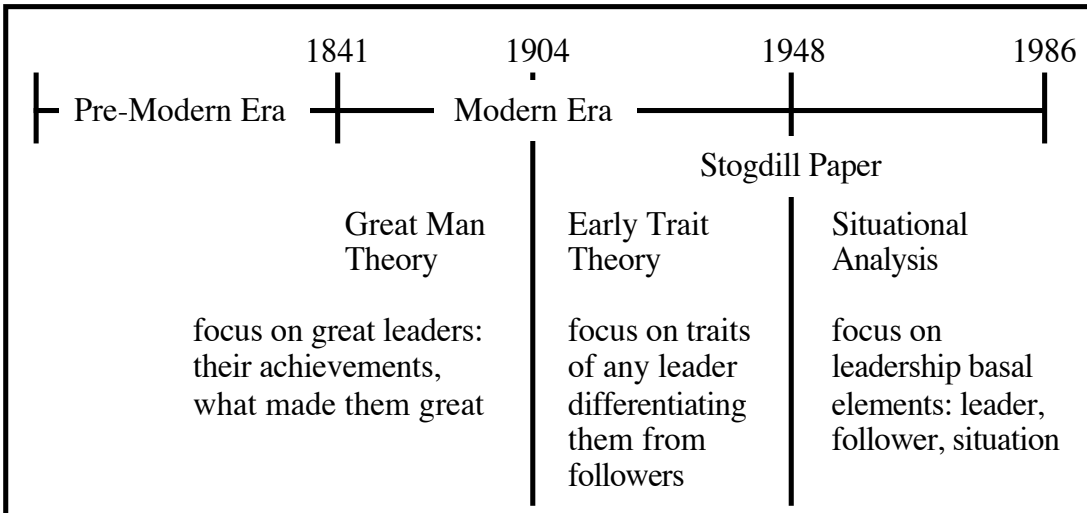 1841 1904 1948 1986
Pre-Modern Era Modern Era
Stogdill Paper
Great Man
Theory
focus on great leaders:
their achievements,
what made them great
Early Trait
Theory
focus on traits
of any leader
differentiating
them from
followers
Situational
Analysis
focus on
leadership basal
elements: leader,
follower, situation